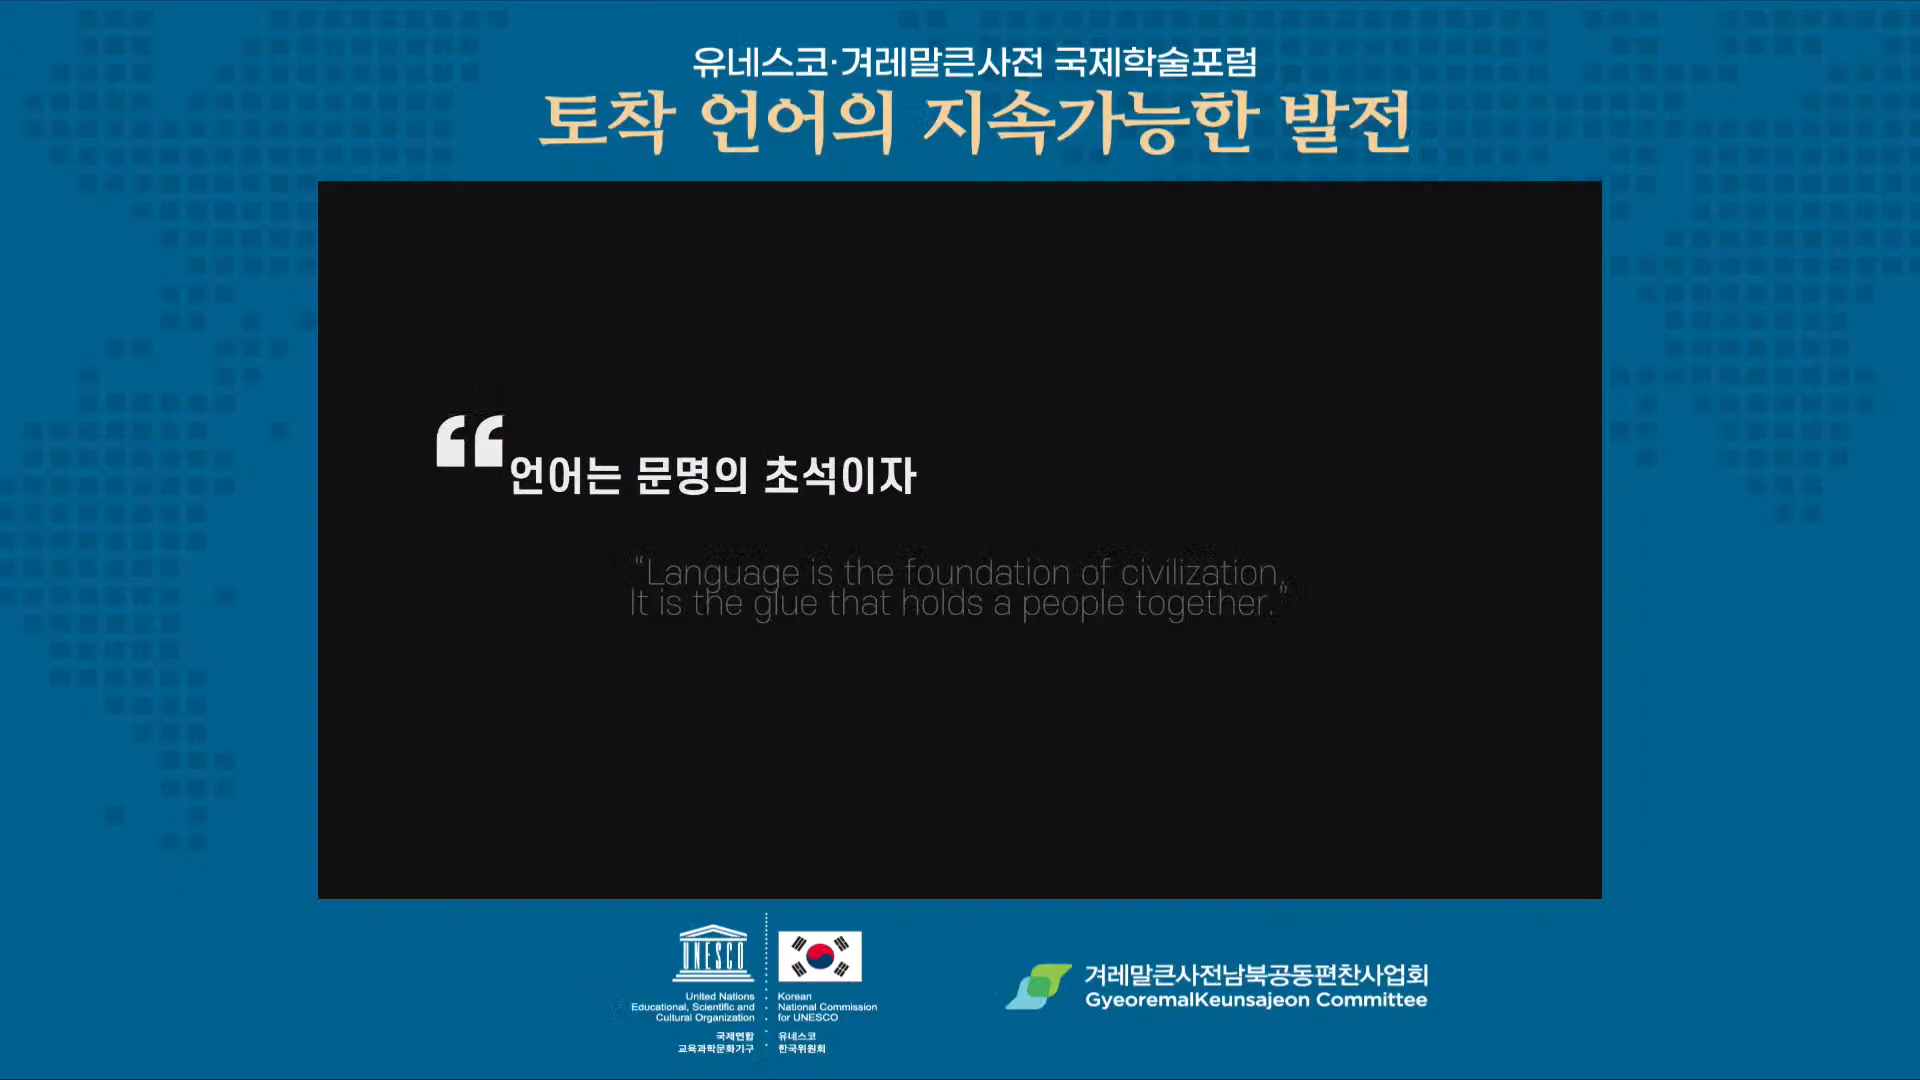 유네스코·겨레말큰사전 국제학술포럼
토착 언어의 지속가능한 발전
“언어는 문명의 초석이자
“Language is the foundation of civilization,
It is the glue that holds a people together.”
UNESCO
United Nations
Educational, Scientific and
Cultural Organization
국제연합
교육과학문화기구
Korean
National Commission
for UNESCO
유네스코
한국위원회
겨레말큰사전남북공동편찬사업회
GyeoremalKeunsajeon Committee